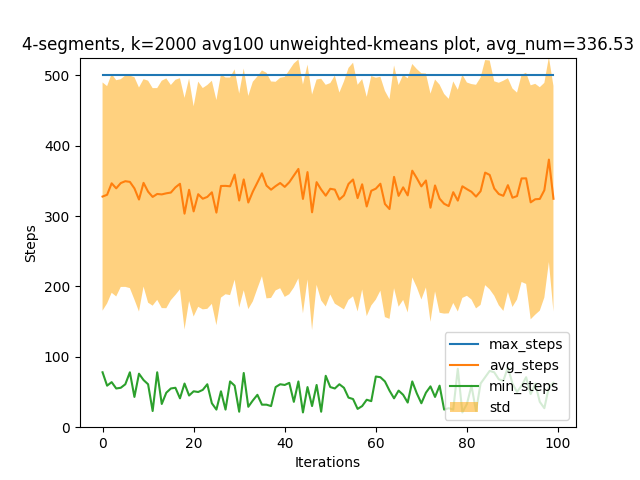 4-segments, k=2000 avg100 unweighted-kmeans plot, avg_num=336.53
500
400
300
200
100
0
Steps
max_steps
avg_steps
min_steps
std
0
20
40
60
80
100
Iterations